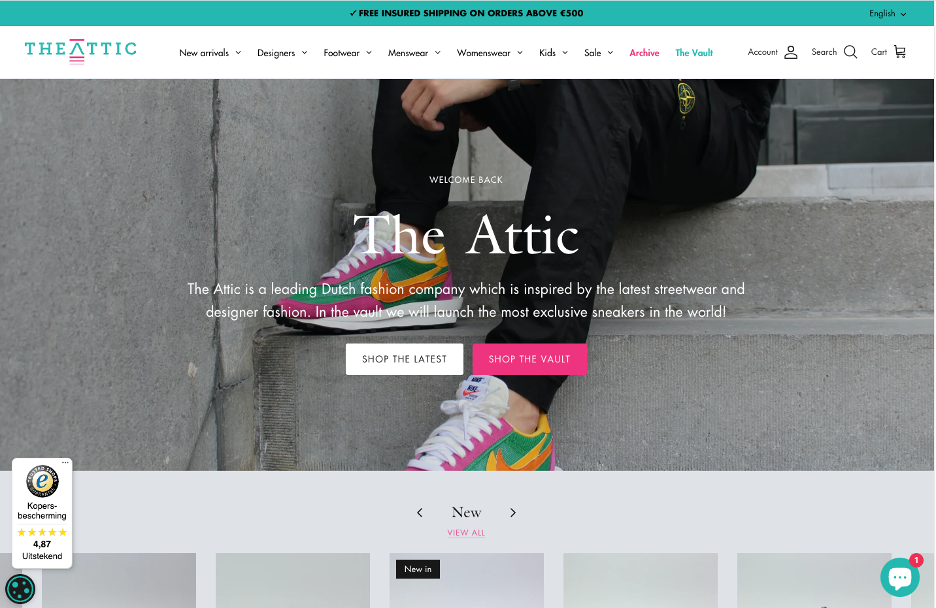 ✓ FREE INSURED SHIPPING ON ORDERS ABOVE €500
English
THE ATTIC
New arrivals Designers Footwear Menswear Womenswear Kids Sale Archive The Vault
Account Search Cart
WELCOME BACK
The Attic
The Attic is a leading Dutch fashion company which is inspired by the latest streetwear and
designer fashion. In the vault we will launch the most exclusive sneakers in the world!
SHOP THE LATEST SHOP THE VAULT
Kopers-
bescherming
4,87
Uitstekend
New
VIEW ALL
New in
1